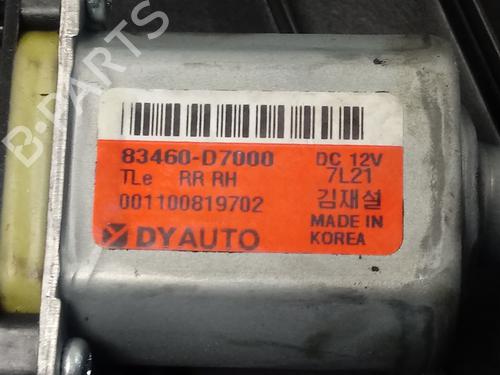 83460-D7000 DC 12V
TLe RR RH 7L21
001100819702 김재설
DYAUTO MADE IN
KOREA
B-PARTS